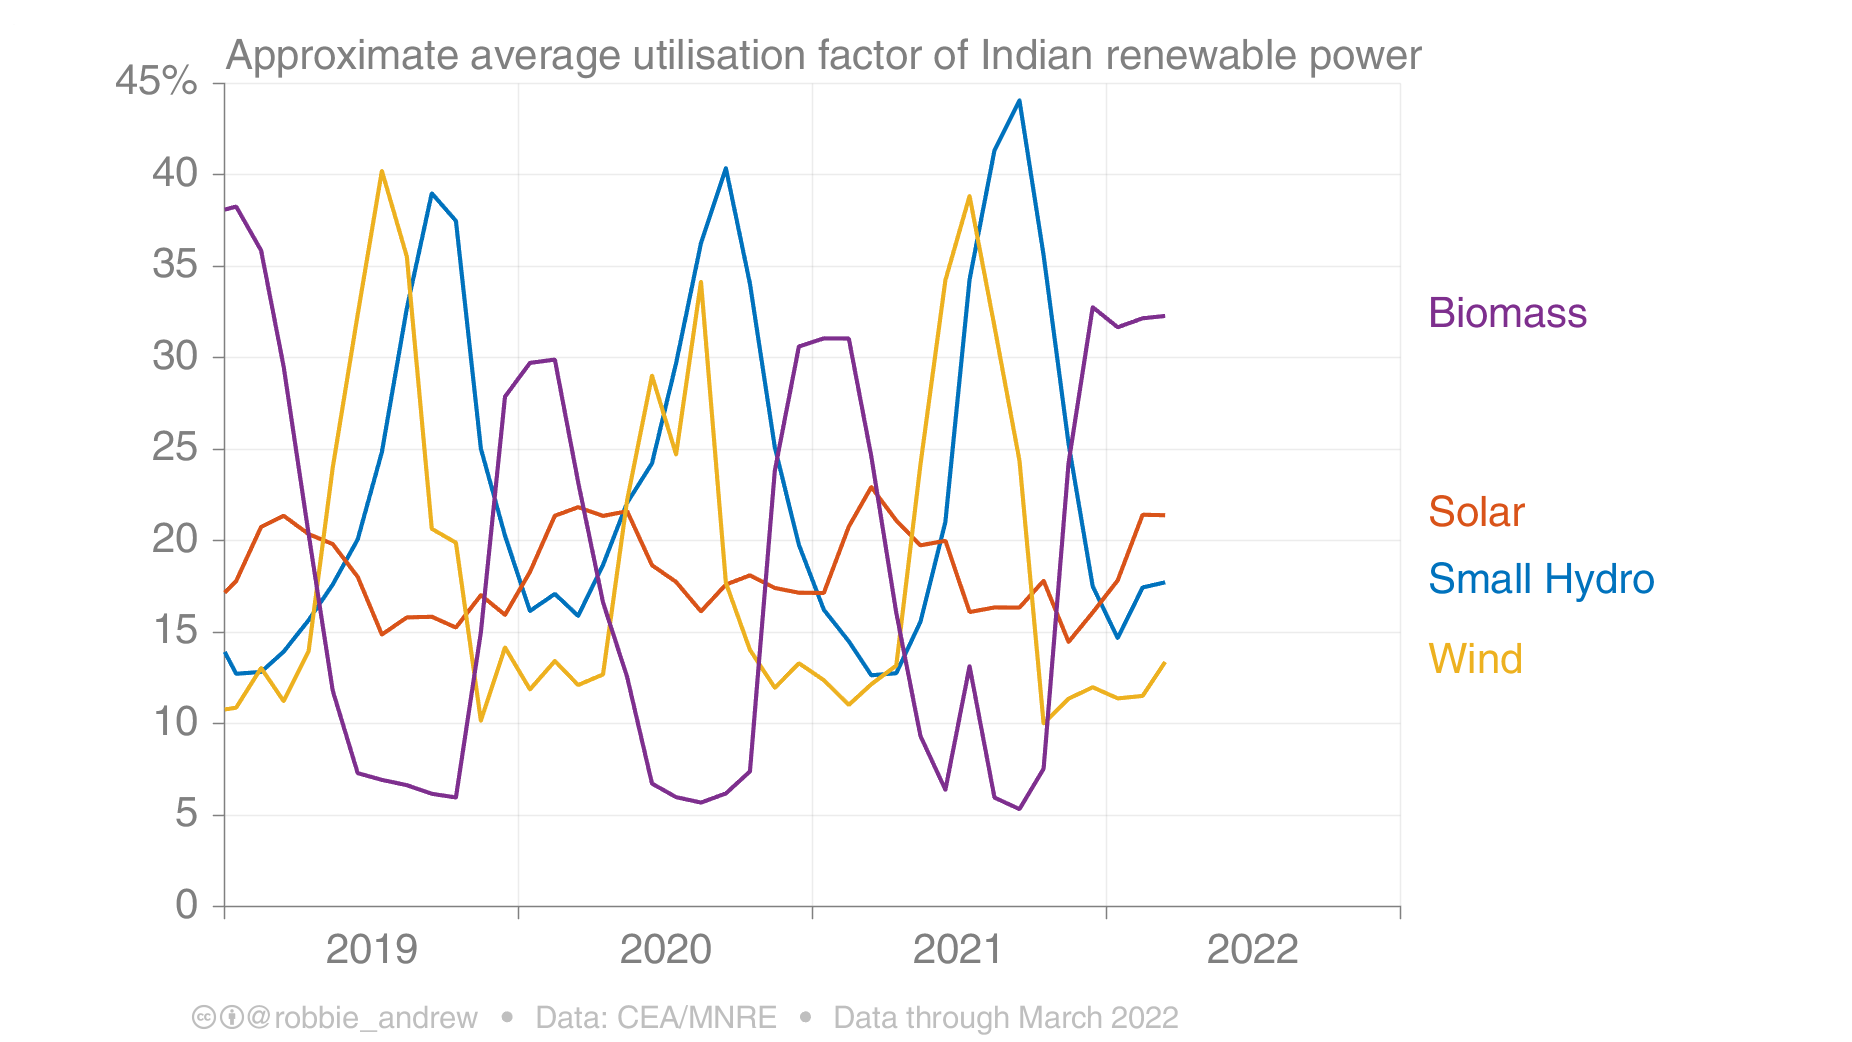 Approximate average utilisation factor of Indian renewable power
45%
40
35
30
25
20
15
10
5
0
Biomass
Solar
Small Hydro
Wind
2019 2020 2021 2022
cc @robbie_andrew • Data: CEA/MNRE • Data through March 2022